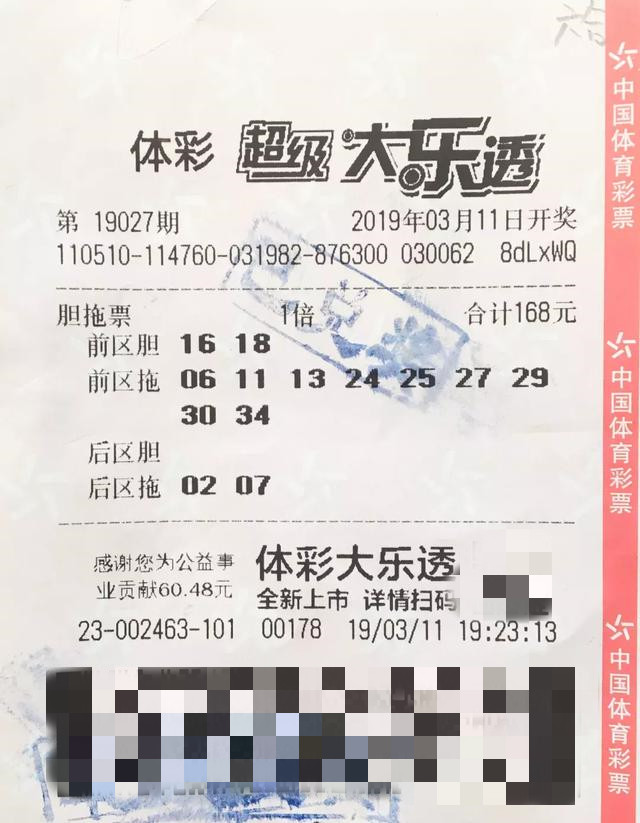 体彩 超级大乐透
第 19027期 2019年03月11日开奖
110510-114760-031982-876300 030062 8dLxWQ
胆拖票 1倍 合计168元
前区胆 16 18
前区拖 06 11 13 24 25 27 29
30 34
后区胆
后区拖 02 07
感谢您为公益事
业贡献60.48元
体彩大乐透
全新上市 详情扫码
23-002463-101 00178 19/03/11 19:23:13
中国体育彩票
中国体育彩票
中国体育彩票